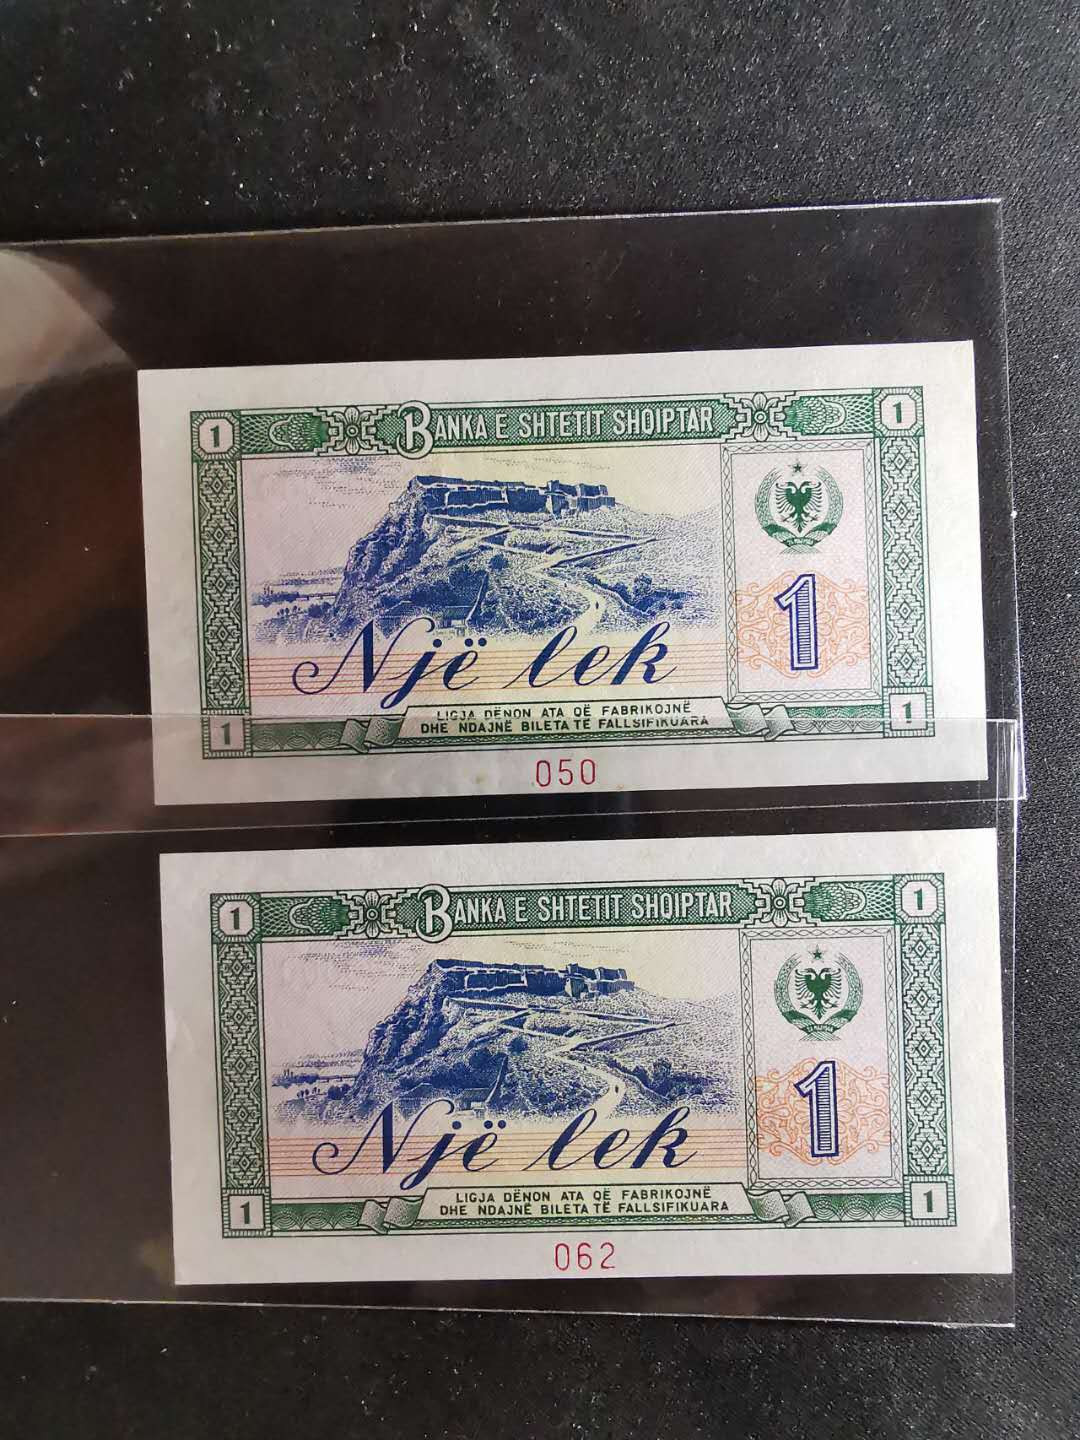 1
BANKA E SHTETIT SHQIPTAR
1
1
Një lek
1
LIGJA DËNON ATA QË FABRIKOJNË
DHE NDAJNË BILETA TË FALLSIFIKUARA
1
050
1
BANKA E SHTETIT SHQIPTAR
1
1
Një lek
1
LIGJA DËNON ATA QË FABRIKOJNË
DHE NDAJNË BILETA TË FALLSIFIKUARA
1
062